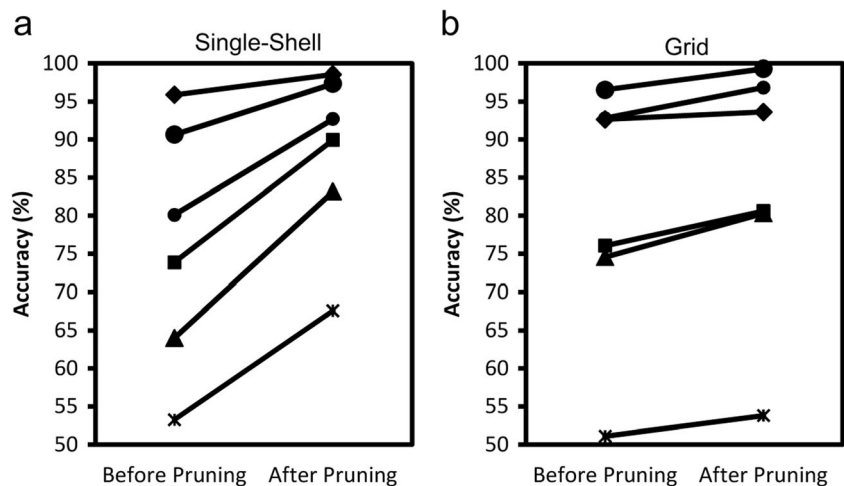 a
Single-Shell
100
95
90
85
80
75
70
65
60
55
50
Accuracy (%)
Before Pruning
After Pruning
b
Grid
100
95
90
85
80
75
70
65
60
55
50
Accuracy (%)
Before Pruning
After Pruning